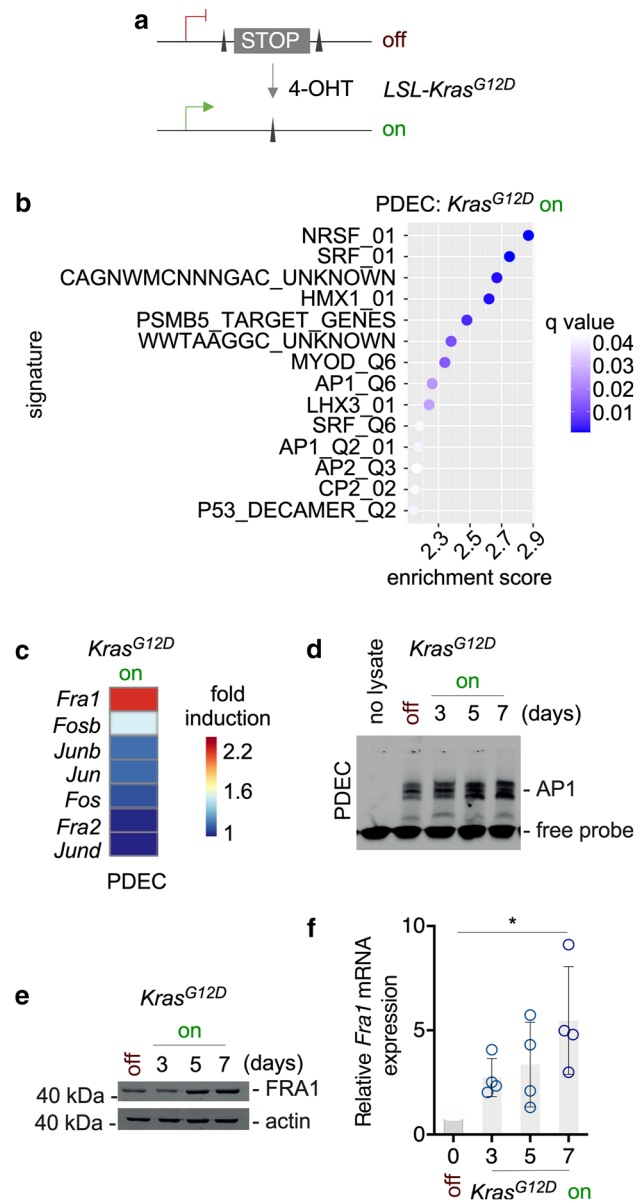 a
STOP
off
4-OHT
LSL-KrasG12D
on
b
PDEC: KrasG12D on
signature
NRSF_01
SRF_01
CAGNWMCNNNGAC_UNKNOWN
HMX1_01
PSMB5_TARGET_GENES
WWTAAGGC_UNKNOWN
MYOD_Q6
AP1_Q6
LHX3_01
SRF_Q6
AP1_Q2_01
AP2_Q3
CP2_02
P53_DECAMER_Q2
q value
0.04
0.03
0.02
0.01
2.3 2.5 2.7 2.9
enrichment score
c
KrasG12D
on
Fra1
Fosb
Junb
Jun
Fos
Fra2
Jund
PDEC
fold
induction
2.2
1.6
1
d
KrasG12D
on
no lysate off 3 5 7 (days)
PDEC
- AP1
- free probe
e
KrasG12D
on
off 3 5 7 (days)
40 kDa - - FRA1
40 kDa - - actin
f
Relative Fra1 mRNA
expression
10
5
0
*
0 3 5 7
off KrasG12D on